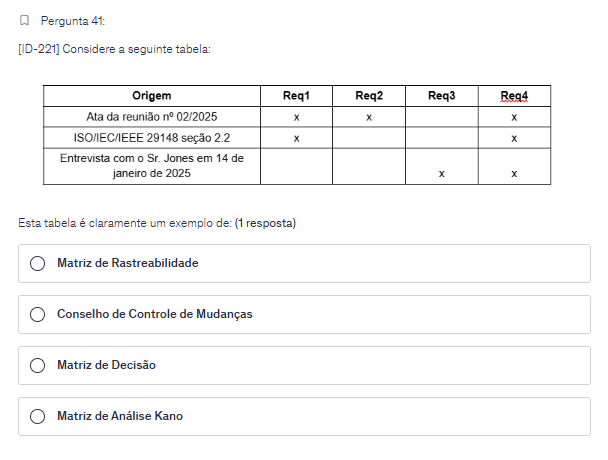 Pergunta 41:
[ID-221] Considere a seguinte tabela:
Origem Req1 Req2 Req3 Req4
Ata da reunião nº 02/2025 x x x
ISO/IEC/IEEE 29148 seção 2.2 x x
Entrevista com o Sr. Jones em 14 de
janeiro de 2025 x x
Esta tabela é claramente um exemplo de: (1 resposta)
Matriz de Rastreabilidade
Conselho de Controle de Mudanças
Matriz de Decisão
Matriz de Análise Kano